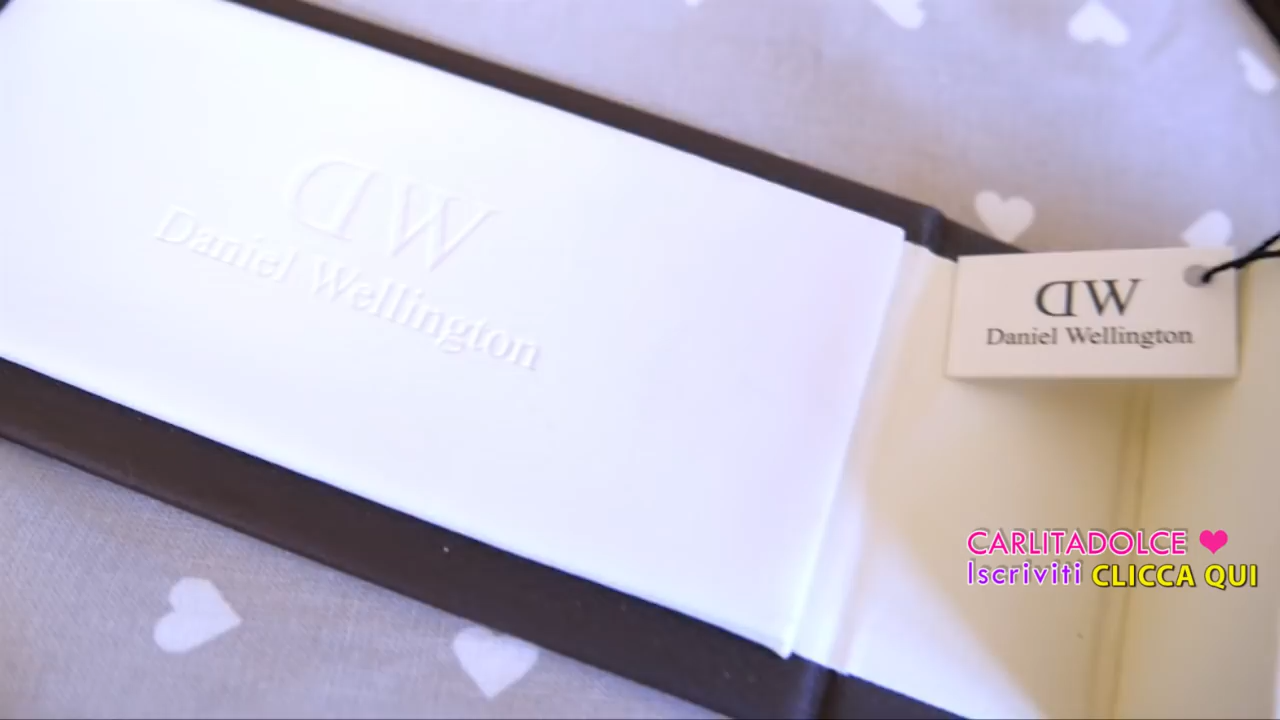 DW
Daniel Wellington
DW
Daniel Wellington
CARLITADOLCE ❤
Iscriviti CLICCA QUI